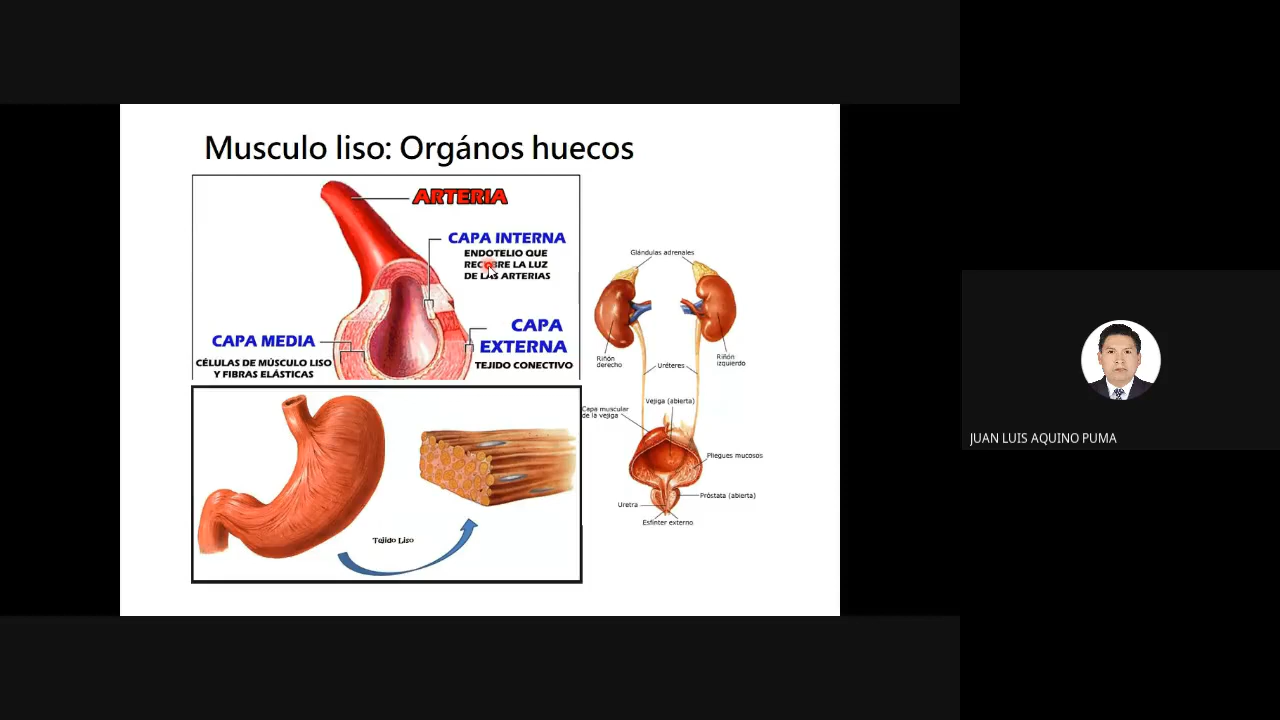 Musculo liso: Orgános huecos
ARTERIA
CAPA INTERNA
ENDOTELIO QUE
RECUBRE LA LUZ
DE LAS ARTERIAS
CAPA MEDIA
CÉLULAS DE MÚSCULO LISO
Y FIBRAS ELÁSTICAS
CAPA
EXTERNA
TEJIDO CONECTIVO
Tejido Liso
Glándulas adrenales
Riñón
derecho
Riñón
izquierdo
Uréteres
Vejiga (abierta)
Capa muscular
de la vejiga
Pliegues mucosos
Próstata (abierta)
Uretra
Esfínter externo
JUAN LUIS AQUINO PUMA